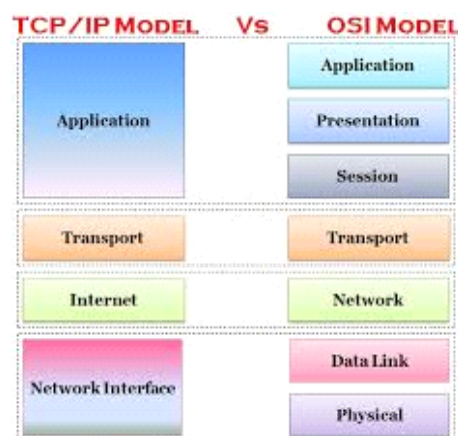 TCP/IP MODEL Vs OSI MODEL
Application
Application
Presentation
Session
Transport
Transport
Internet
Network
Network Interface
Data Link
Physical